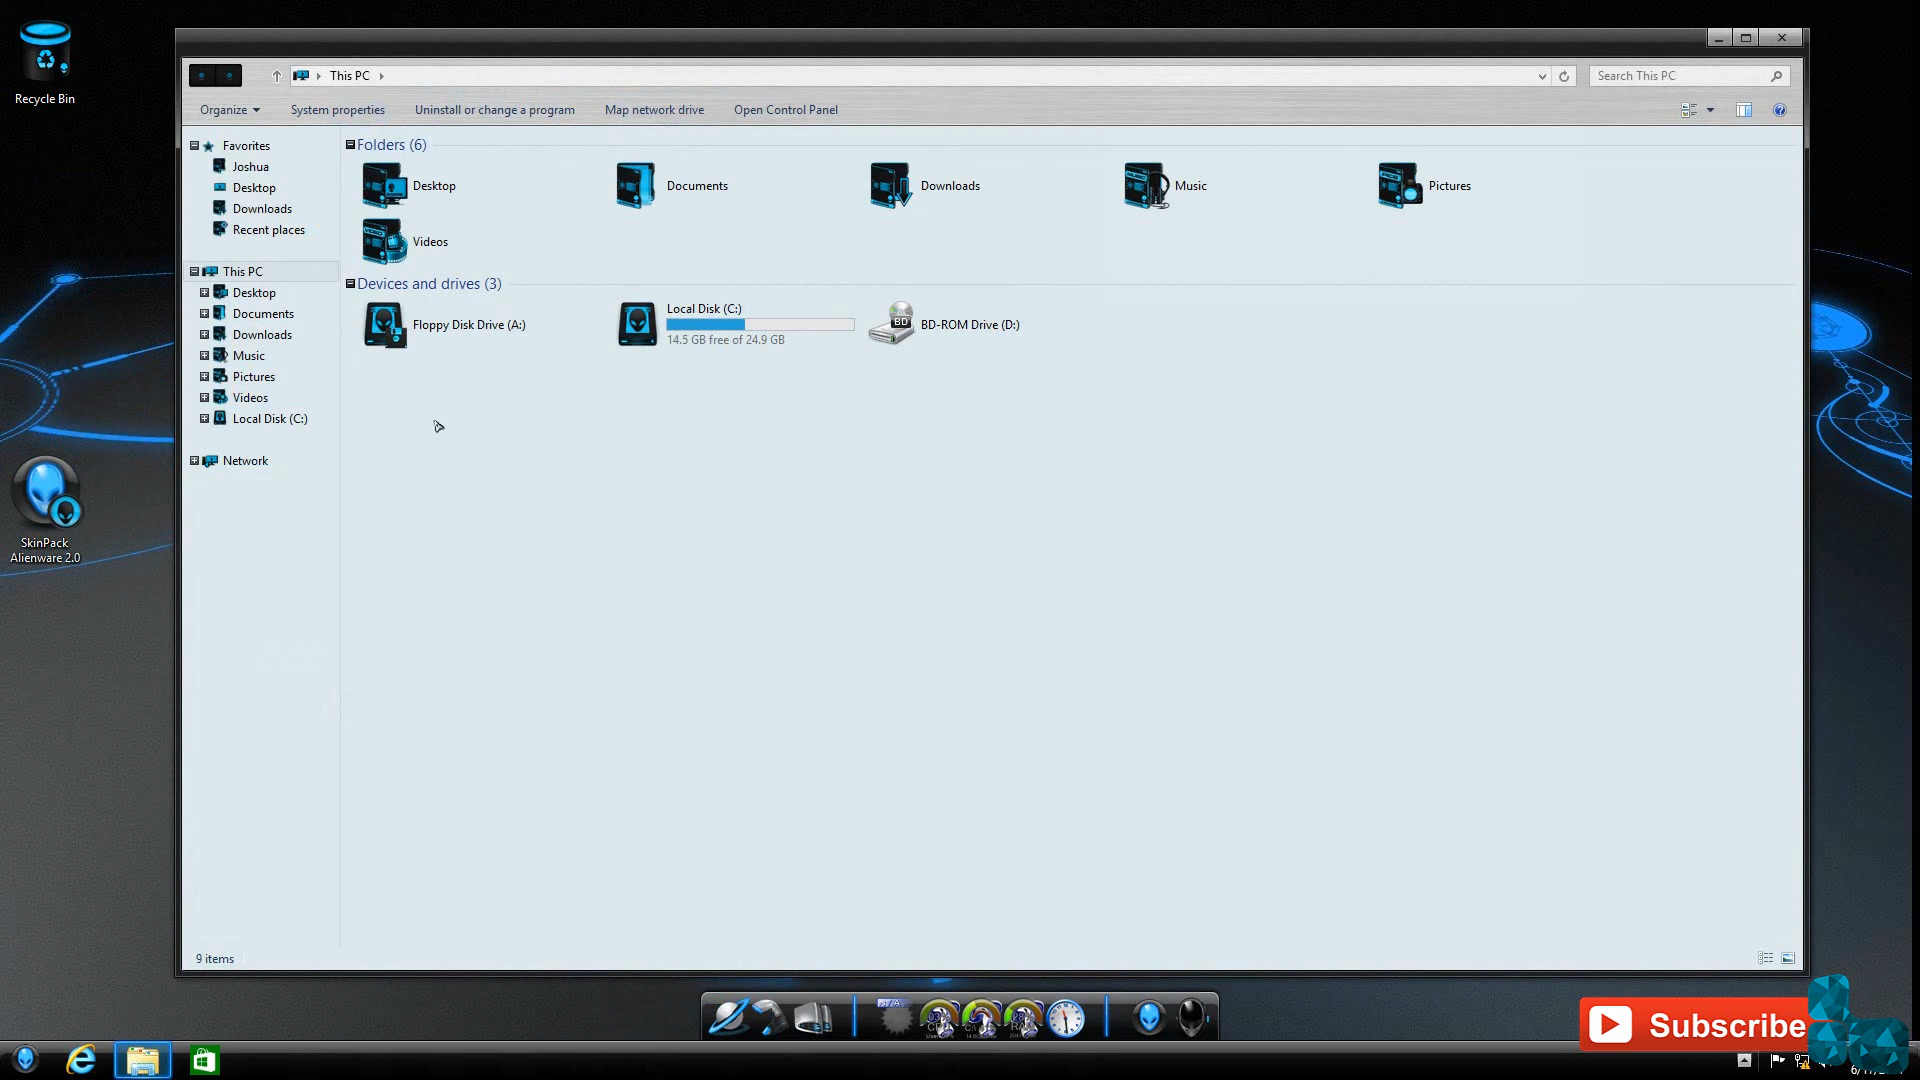 Recycle Bin
This PC
Search This PC
Organize
System properties
Uninstall or change a program
Map network drive
Open Control Panel
Favorites
Joshua
Desktop
Downloads
Recent places
This PC
Desktop
Documents
Downloads
Music
Pictures
Videos
Local Disk (C:)
Network
Folders (6)
Desktop
Documents
Downloads
Music
Pictures
Videos
Devices and drives (3)
Floppy Disk Drive (A:)
Local Disk (C:)
14.5 GB free of 24.9 GB
BD
BD-ROM Drive (D:)
SkinPack
Alienware 2.0
9 items
N/A
Subscribe